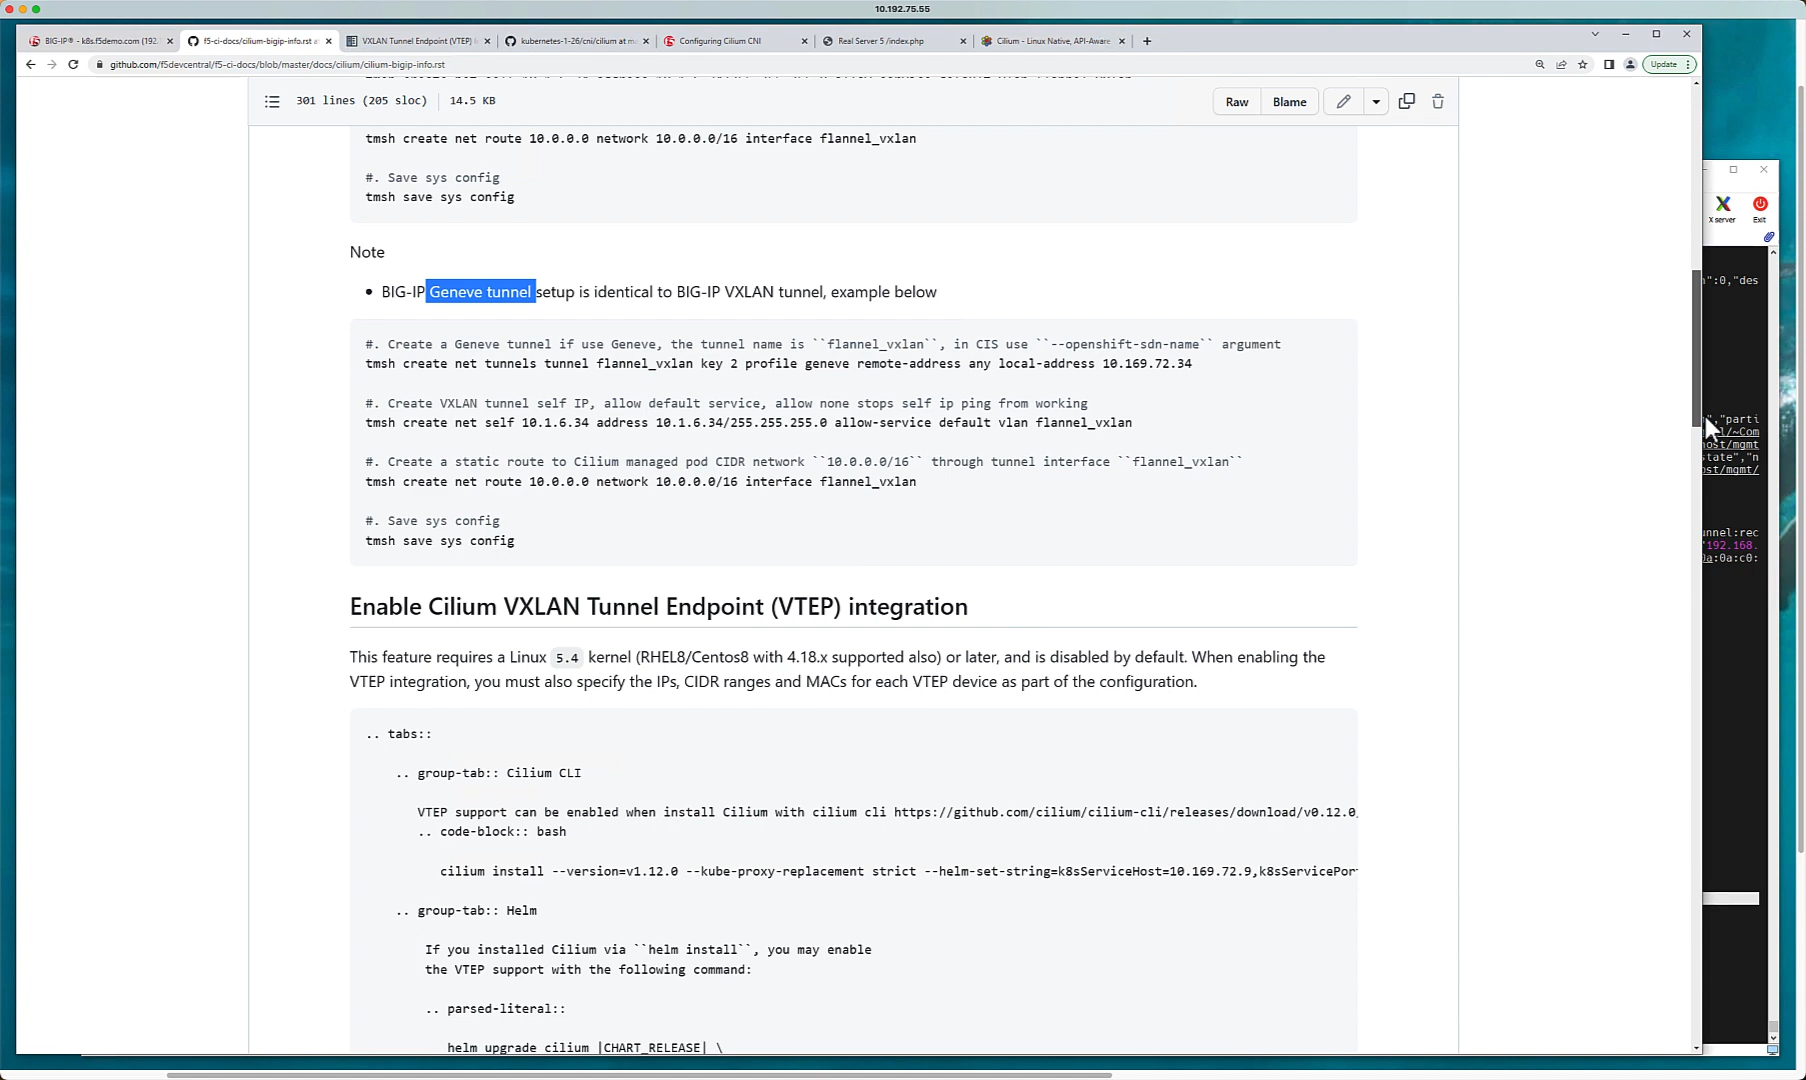 10.192.75.55
BIG-IP® - k8s.f5demo.com (192.
f5-ci-docs/cilium-bigip-info.rst a
VXLAN Tunnel Endpoint (VTEP) I
kubernetes-1-26/cni/cilium at m
Configuring Cilium CNI
Real Server 5 /index.php
Cilium - Linux Native, API-Aware
github.com/f5devcentral/f5-ci-docs/blob/master/docs/cilium/cilium-bigip-info.rst
Update
301 lines (205 sloc)
14.5 KB
Raw
Blame
tmsh create net route 10.0.0.0 network 10.0.0.0/16 interface flannel_vxlan
#. Save sys config
tmsh save sys config
Note
• BIG-IP Geneve tunnel setup is identical to BIG-IP VXLAN tunnel, example below
#. Create a Geneve tunnel if use Geneve, the tunnel name is ``flannel_vxlan``, in CIS use ``--openshift-sdn-name`` argument
tmsh create net tunnels tunnel flannel_vxlan key 2 profile geneve remote-address any local-address 10.169.72.34
#. Create VXLAN tunnel self IP, allow default service, allow none stops self ip ping from working
tmsh create net self 10.1.6.34 address 10.1.6.34/255.255.255.0 allow-service default vlan flannel_vxlan
#. Create a static route to Cilium managed pod CIDR network ``10.0.0.0/16`` through tunnel interface ``flannel_vxlan``
tmsh create net route 10.0.0.0 network 10.0.0.0/16 interface flannel_vxlan
#. Save sys config
tmsh save sys config
Enable Cilium VXLAN Tunnel Endpoint (VTEP) integration
This feature requires a Linux 5.4 kernel (RHEL8/Centos8 with 4.18.x supported also) or later, and is disabled by default. When enabling the
VTEP integration, you must also specify the IPs, CIDR ranges and MACs for each VTEP device as part of the configuration.
.. tabs::
.. group-tab:: Cilium CLI
VTEP support can be enabled when install Cilium with cilium cli https://github.com/cilium/cilium-cli/releases/download/v0.12.0
.. code-block:: bash
cilium install --version=v1.12.0 --kube-proxy-replacement strict --helm-set-string=k8sServiceHost=10.169.72.9,k8sServicePor
.. group-tab:: Helm
If you installed Cilium via ``helm install``, you may enable
the VTEP support with the following command:
.. parsed-literal::
helm upgrade cilium |CHART_RELEASE| \
X server
Exit
":0,"des
","parti
l/~Com
ost/mgmt
tate","n
ost/mgmt/
unnel:rec
"192.168.
0a:0a:c0: